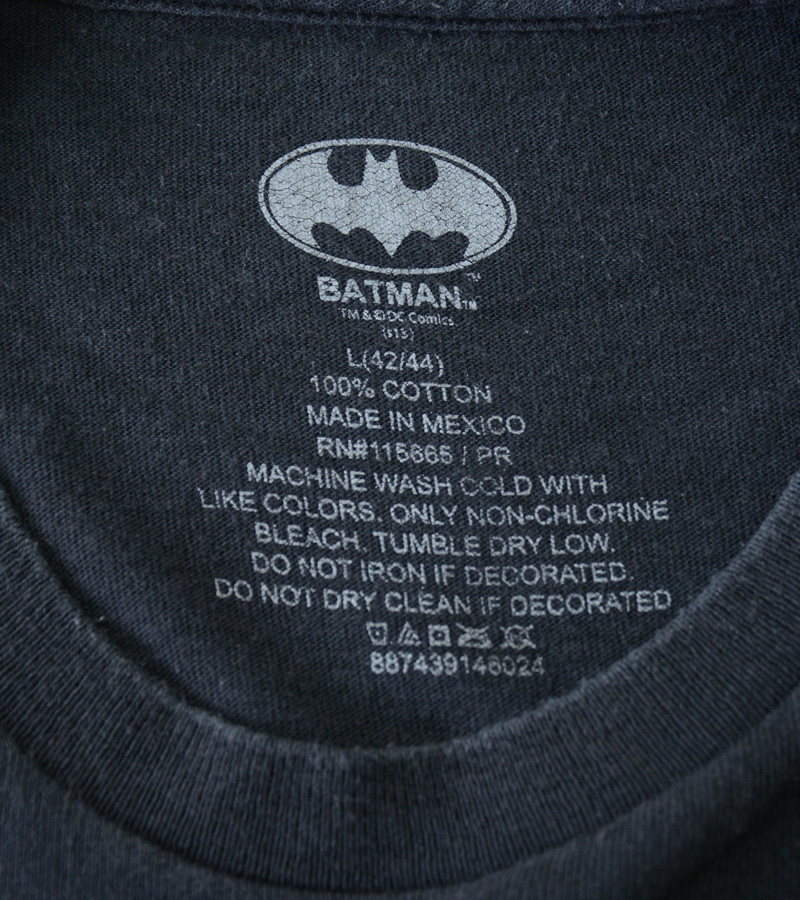 BATMAN™
TM & © DC Comics
(s13)
L(42/44)
100% COTTON
MADE IN MEXICO
RN#115665 / PR
MACHINE WASH COLD WITH
LIKE COLORS. ONLY NON-CHLORINE
BLEACH. TUMBLE DRY LOW.
DO NOT IRON IF DECORATED.
DO NOT DRY CLEAN IF DECORATED
887439146024